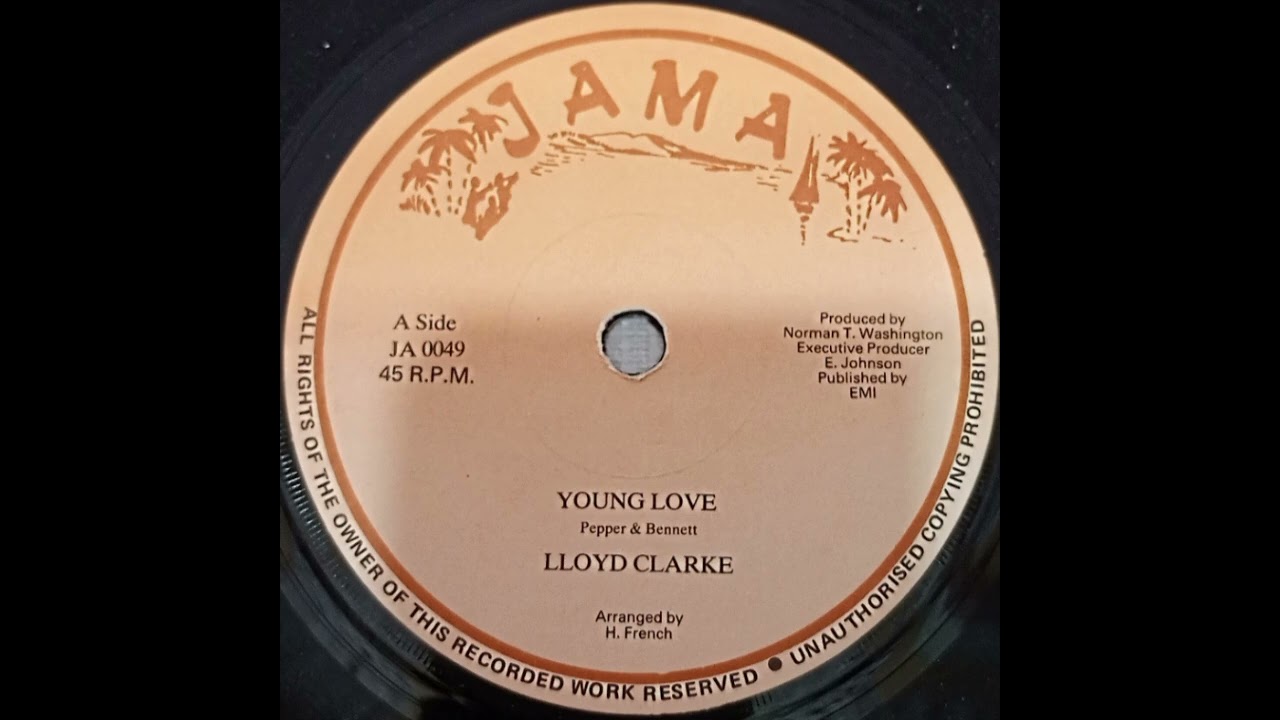 JAMA
A Side
JA 0049
45 R.P.M.
Produced by
Norman T. Washington
Executive Producer
E. Johnson
Published by
EMI
YOUNG LOVE
Pepper & Bennett
LLOYD CLARKE
Arranged by
H. French
ALL RIGHTS OF THE OWNER OF THIS RECORDED WORK RESERVED ● UNAUTHORISED COPYING PROHIBITED